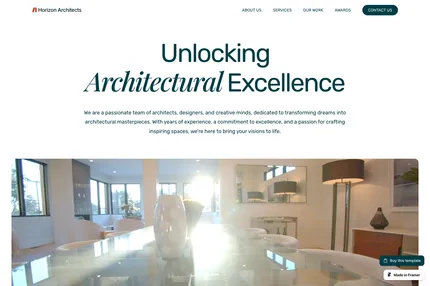 Horizon Architects
ABOUT US
SERVICES
OUR WORK
AWARDS
CONTACT US
Unlocking
Architectural Excellence
We are a passionate team of architects, designers, and creative minds, dedicated to transforming dreams into
architectural masterpieces. With years of experience, a commitment to excellence, and a passion for crafting
inspiring spaces, we're here to bring your visions to life.
Buy this template
Made in Framer